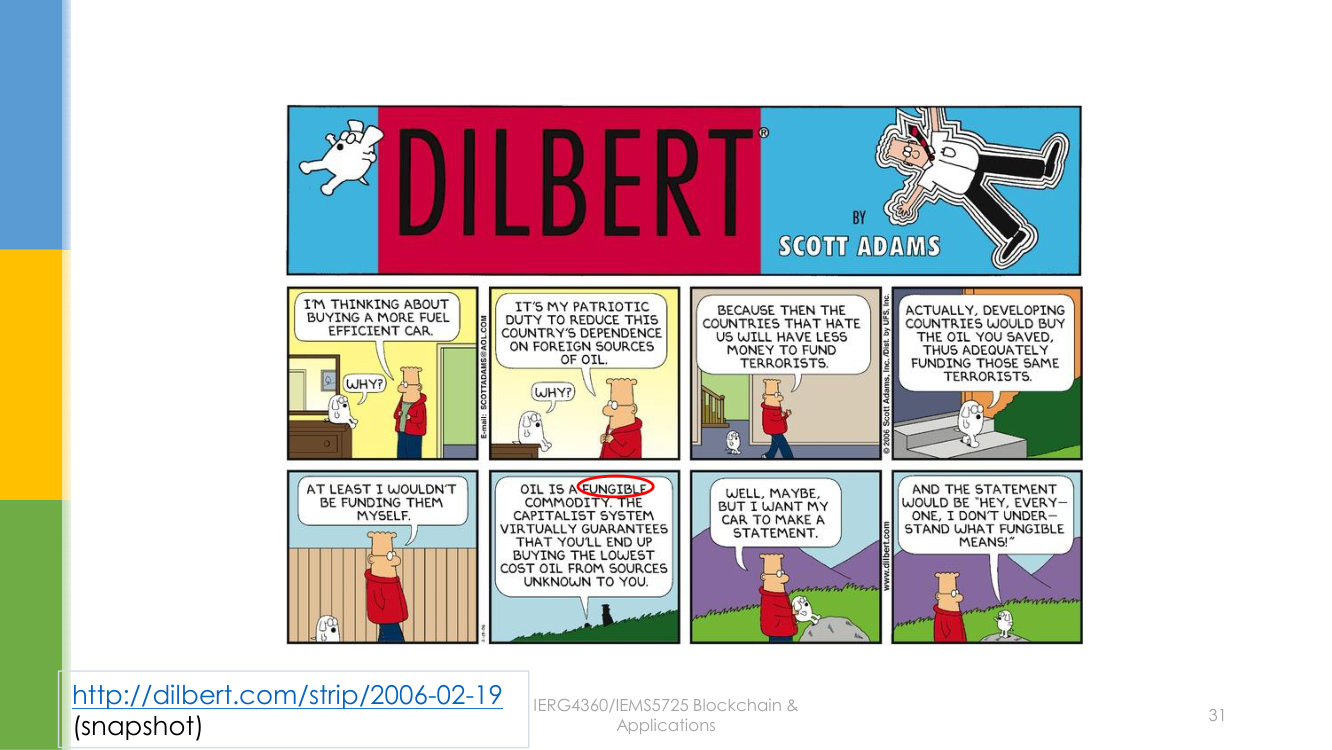 DILBERT®
BY
SCOTT ADAMS
I'M THINKING ABOUT
BUYING A MORE FUEL
EFFICIENT CAR.
WHY?
E-mail: SCOTTADAMS@AOL.COM
IT'S MY PATRIOTIC
DUTY TO REDUCE THIS
COUNTRY'S DEPENDENCE
ON FOREIGN SOURCES
OF OIL.
WHY?
BECAUSE THEN THE
COUNTRIES THAT HATE
US WILL HAVE LESS
MONEY TO FUND
TERRORISTS.
© 2006 Scott Adams, Inc./Dist. by UFS, Inc.
ACTUALLY, DEVELOPING
COUNTRIES WOULD BUY
THE OIL YOU SAVED,
THUS ADEQUATELY
FUNDING THOSE SAME
TERRORISTS.
AT LEAST I WOULDN'T
BE FUNDING THEM
MYSELF.
OIL IS A FUNGIBLE
COMMODITY. THE
CAPITALIST SYSTEM
VIRTUALLY GUARANTEES
THAT YOU'LL END UP
BUYING THE LOWEST
COST OIL FROM SOURCES
UNKNOWN TO YOU.
WELL, MAYBE,
BUT I WANT MY
CAR TO MAKE A
STATEMENT.
www.dilbert.com
AND THE STATEMENT
WOULD BE "HEY, EVERY-
ONE, I DON'T UNDER-
STAND WHAT FUNGIBLE
MEANS!"
http://dilbert.com/strip/2006-02-19
(snapshot)
IERG4360/IEMS5725 Blockchain &
Applications
31